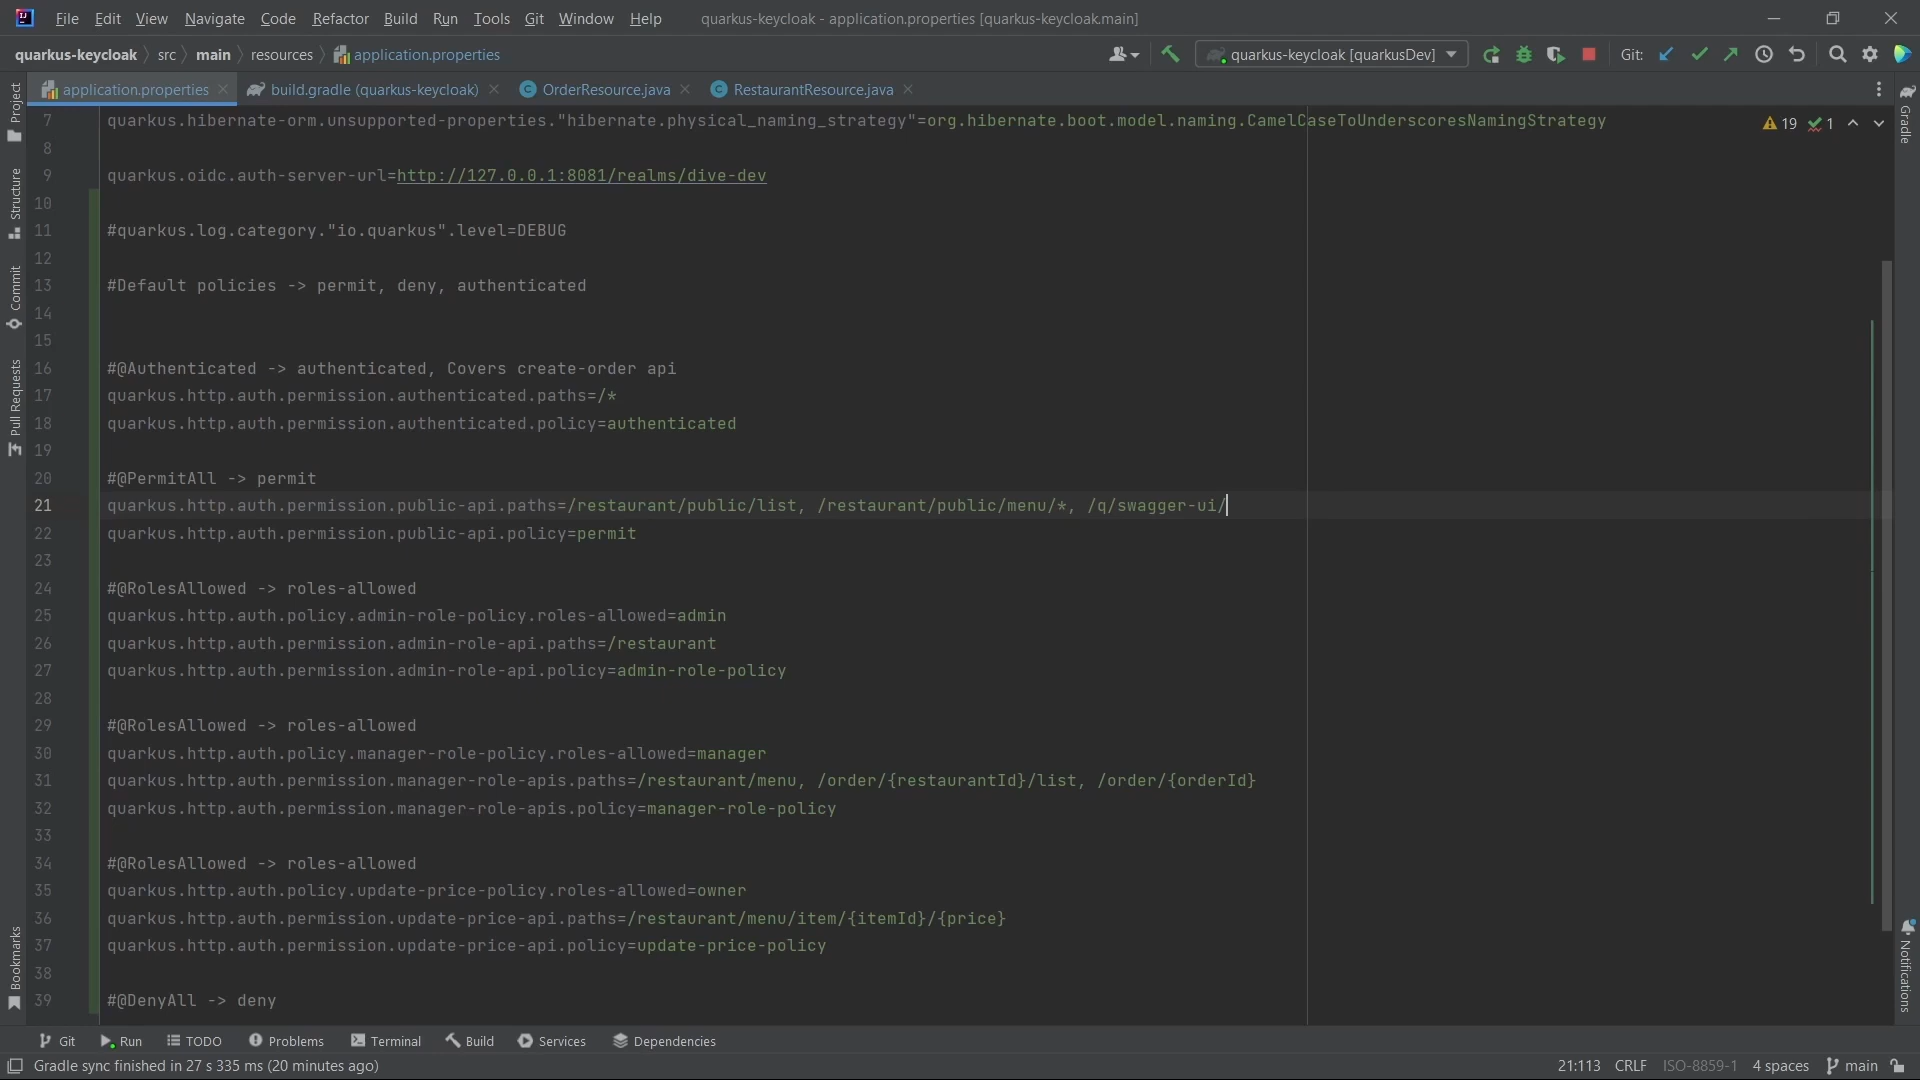 File Edit View Navigate Code Refactor Build Run Tools Git Window Help quarkus-keycloak - application.properties [quarkus-keycloak.main]
quarkus-keycloak src main resources application.properties quarkus-keycloak [quarkusDev] Git:
application.properties build.gradle (quarkus-keycloak) OrderResource.java RestaurantResource.java
Project
Structure
Commit
Pull Requests
Bookmarks
Gradle
Notifications
19 1
7 quarkus.hibernate-orm.unsupported-properties."hibernate.physical_naming_strategy"=org.hibernate.boot.model.naming.CamelCaseToUnderscoresNamingStrategy
8
9 quarkus.oidc.auth-server-url=http://127.0.0.1:8081/realms/dive-dev
10
11 #quarkus.log.category."io.quarkus".level=DEBUG
12
13 #Default policies -> permit, deny, authenticated
14
15
16 #@Authenticated -> authenticated, Covers create-order api
17 quarkus.http.auth.permission.authenticated.paths=/*
18 quarkus.http.auth.permission.authenticated.policy=authenticated
19
20 #@PermitAll -> permit
21 quarkus.http.auth.permission.public-api.paths=/restaurant/public/list, /restaurant/public/menu/*, /q/swagger-ui/
22 quarkus.http.auth.permission.public-api.policy=permit
23
24 #@RolesAllowed -> roles-allowed
25 quarkus.http.auth.policy.admin-role-policy.roles-allowed=admin
26 quarkus.http.auth.permission.admin-role-api.paths=/restaurant
27 quarkus.http.auth.permission.admin-role-api.policy=admin-role-policy
28
29 #@RolesAllowed -> roles-allowed
30 quarkus.http.auth.policy.manager-role-policy.roles-allowed=manager
31 quarkus.http.auth.permission.manager-role-apis.paths=/restaurant/menu, /order/{restaurantId}/list, /order/{orderId}
32 quarkus.http.auth.permission.manager-role-apis.policy=manager-role-policy
33
34 #@RolesAllowed -> roles-allowed
35 quarkus.http.auth.policy.update-price-policy.roles-allowed=owner
36 quarkus.http.auth.permission.update-price-api.paths=/restaurant/menu/item/{itemId}/{price}
37 quarkus.http.auth.permission.update-price-api.policy=update-price-policy
38
39 #@DenyAll -> deny
Git Run TODO Problems Terminal Build Services Dependencies
Gradle sync finished in 27 s 335 ms (20 minutes ago) 21:113 CRLF ISO-8859-1 4 spaces main